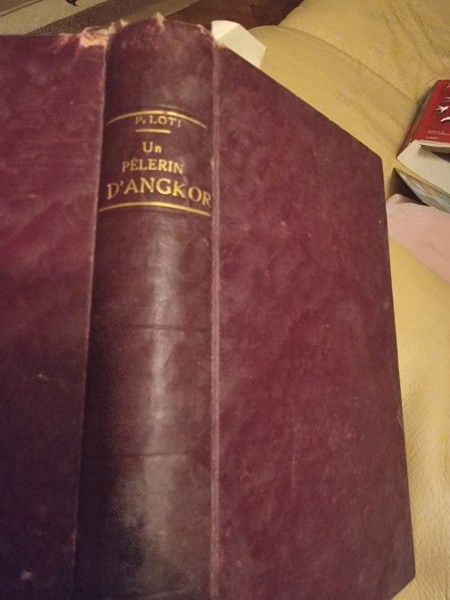 P. LOTI
Un
PÈLERIN
D'ANGKOR